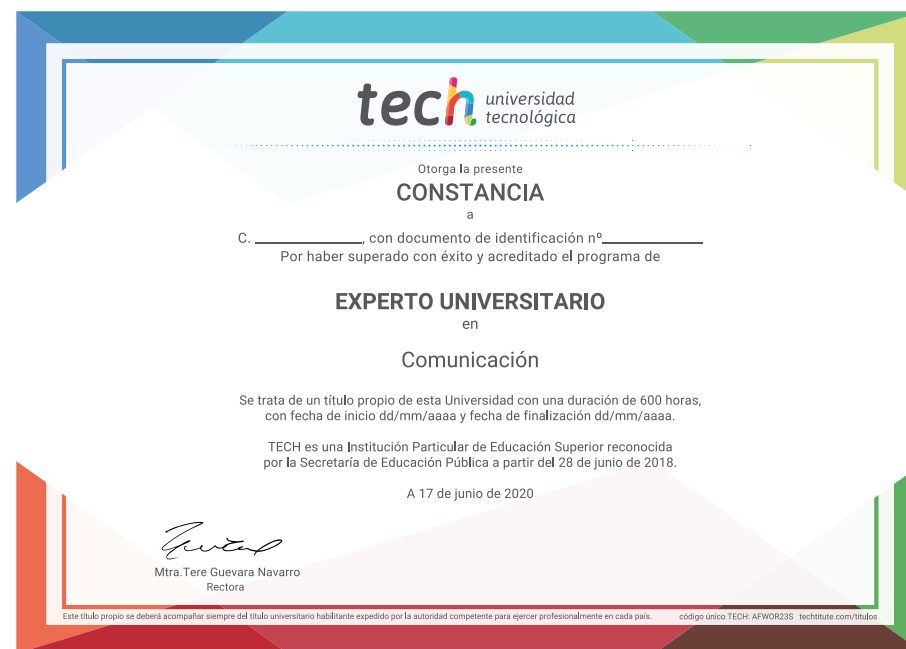 tech universidad
tecnológica
Otorga la presente
CONSTANCIA
a
C. ____________, con documento de identificación nº____________
Por haber superado con éxito y acreditado el programa de
EXPERTO UNIVERSITARIO
en
Comunicación
Se trata de un título propio de esta Universidad con una duración de 600 horas,
con fecha de inicio dd/mm/aaaa y fecha de finalización dd/mm/aaaa.
TECH es una Institución Particular de Educación Superior reconocida
por la Secretaría de Educación Pública a partir del 28 de junio de 2018.
A 17 de junio de 2020
Mtra.Tere Guevara Navarro
Rectora
Este título propio se deberá acompañar siempre del título universitario habilitante expedido por la autoridad competente para ejercer profesionalmente en cada país. código único TECH: AFWOR23S techtitute.com/titulos